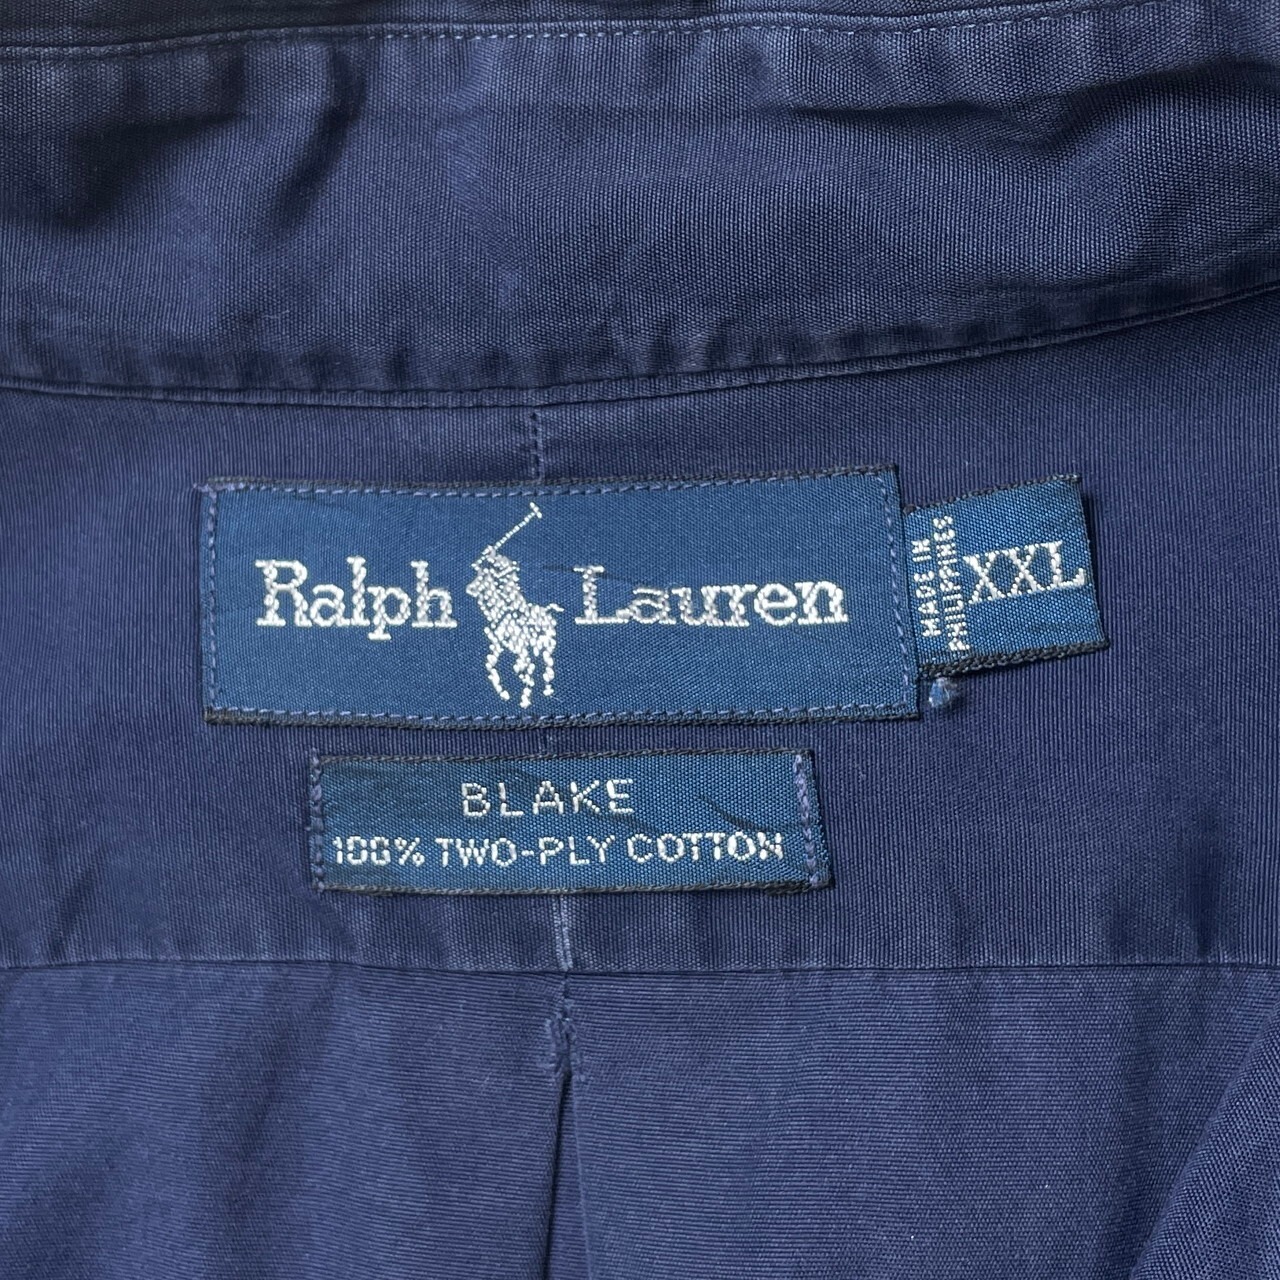 Ralph Lauren
MADE IN
PHILIPPINES
XXL
BLAKE
100% TWO-PLY COTTON